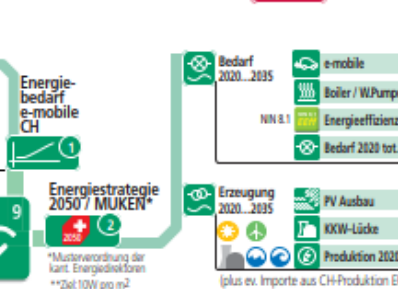 Energie-
bedarf
e-mobile
CH
1
Energiestrategie
2050 / MUKEN*
2050
2
9
*Musterverordnung der
kant. Energiedirektoren
**Ziel:10W pro m2
Bedarf
2020...2035
e-mobile
Boiler / W.Pumpe
NIN 8.1
Energieeffizienz
Bedarf 2020 tot.
Erzeugung
2020...2035
PV Ausbau
KKW-Lücke
Produktion 2020
(plus ev. Importe aus CH-Produktion